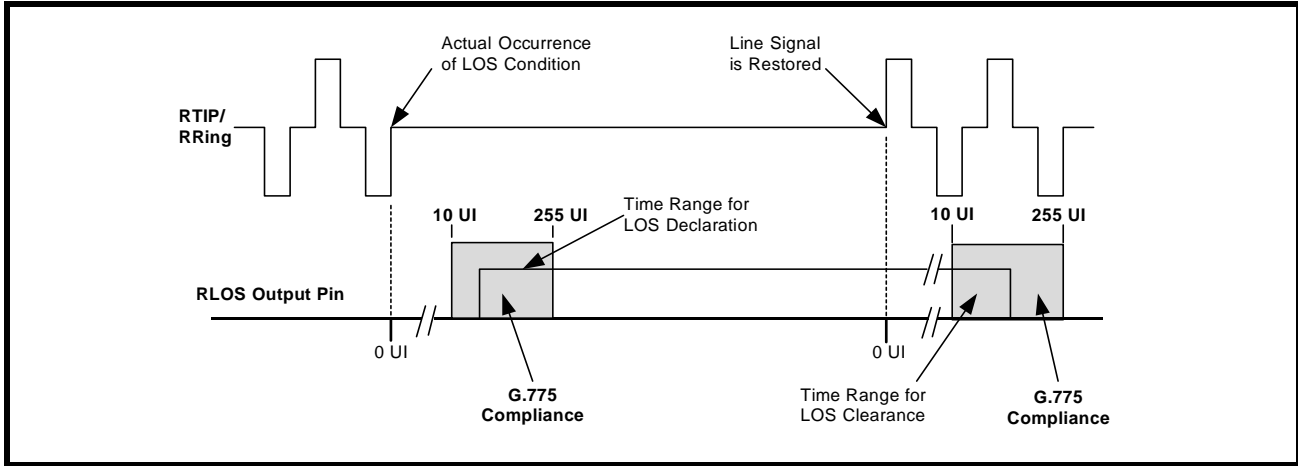 Actual Occurrence
of LOS Condition
Line Signal
is Restored
RTIP/
RRing
Time Range for
LOS Declaration
10 UI
255 UI
10 UI
255 UI
RLOS Output Pin
0 UI
0 UI
G.775
Compliance
Time Range for
LOS Clearance
G.775
Compliance